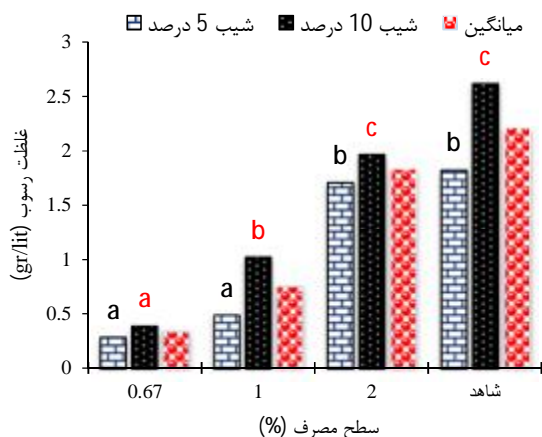 شیب 5 درصد شیب 10 درصد میانگین
غلظت رسوب (gr/lit)
3
2.5
2
1.5
1
0.5
0
a a
a b
b c
b c
0.67 1 2 شاهد
سطح مصرف (%)